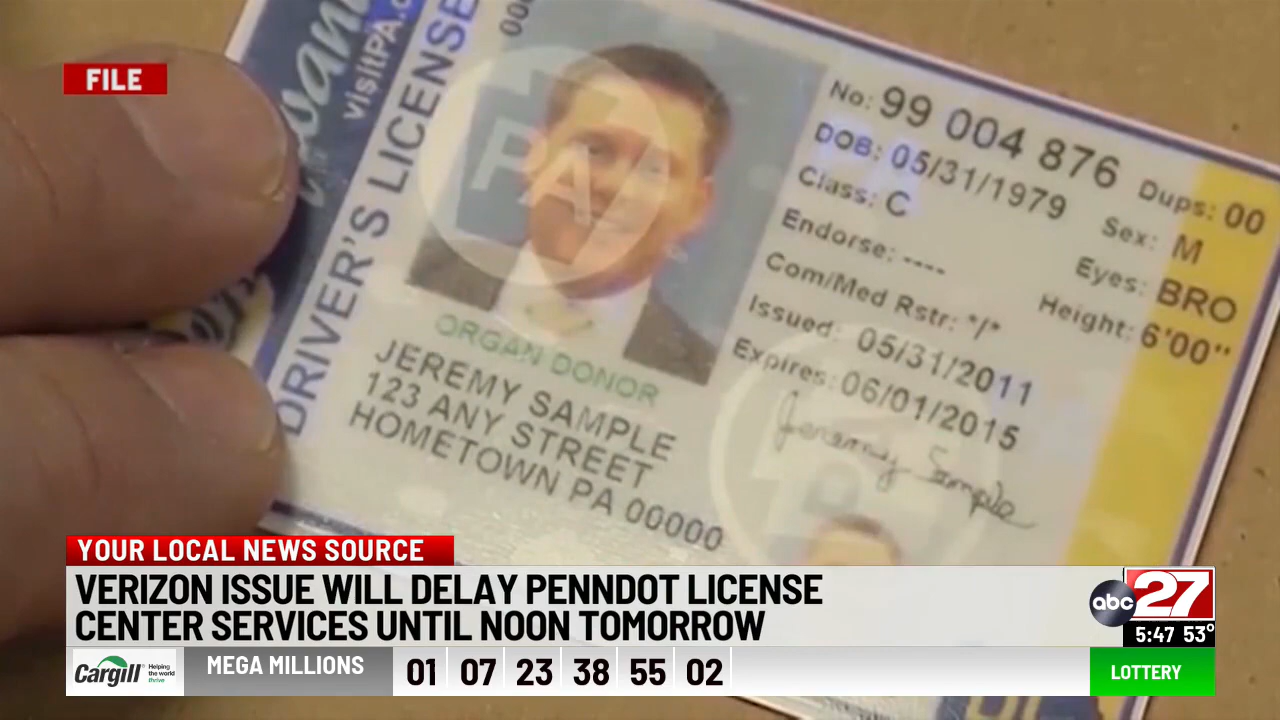 FILE
visitPA.c
DRIVER'S LICENSE
000
PA
No: 99 004 876
DOB: 05/31/1979
Dups: 00
Class: C
Sex: M
Endorse: ----
Eyes: BRO
Com/Med Rstr: */*
Height: 6'00"
Issued: 05/31/2011
Expires: 06/01/2015
Jeremy Sample
ORGAN DONOR
JEREMY SAMPLE
123 ANY STREET
HOMETOWN PA 00000
YOUR LOCAL NEWS SOURCE
VERIZON ISSUE WILL DELAY PENNDOT LICENSE
CENTER SERVICES UNTIL NOON TOMORROW
abc 27
5:47 53°
Cargill Helping the world thrive
MEGA MILLIONS 01 07 23 38 55 02
LOTTERY